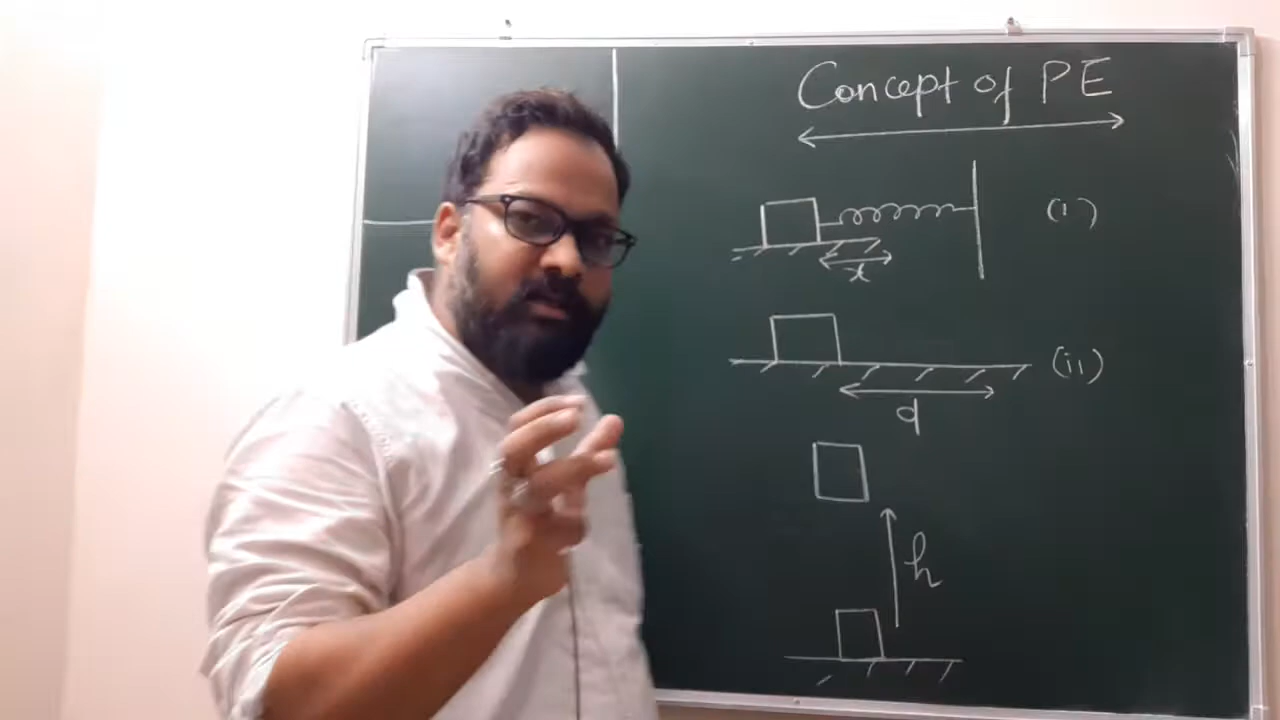 Concept of PE
(i)
x
(ii)
d
h